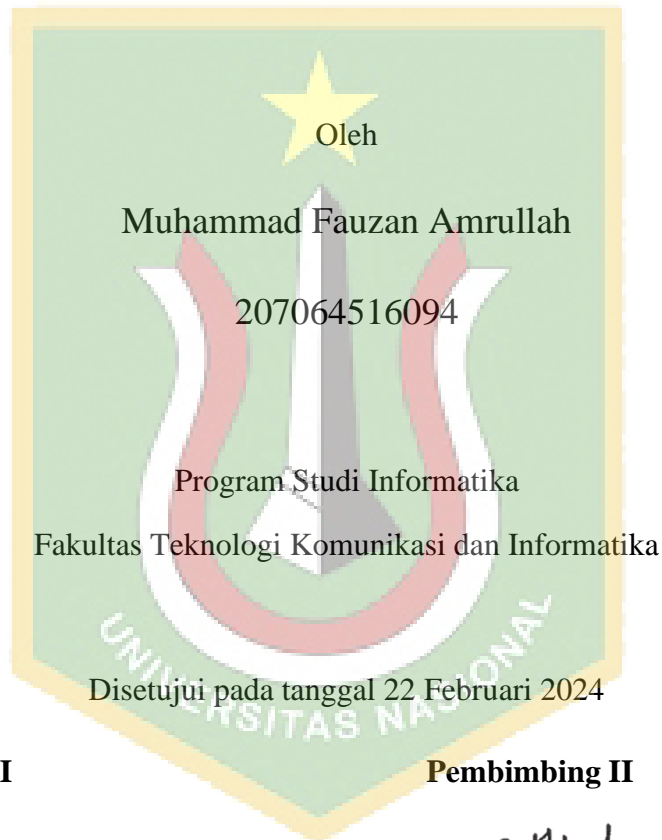 Oleh
Muhammad Fauzan Amrullah
207064516094
Program Studi Informatika
Fakultas Teknologi Komunikasi dan Informatika
UNIVERSITAS NASIONAL
Disetujui pada tanggal 22 Februari 2024
I
Pembimbing II